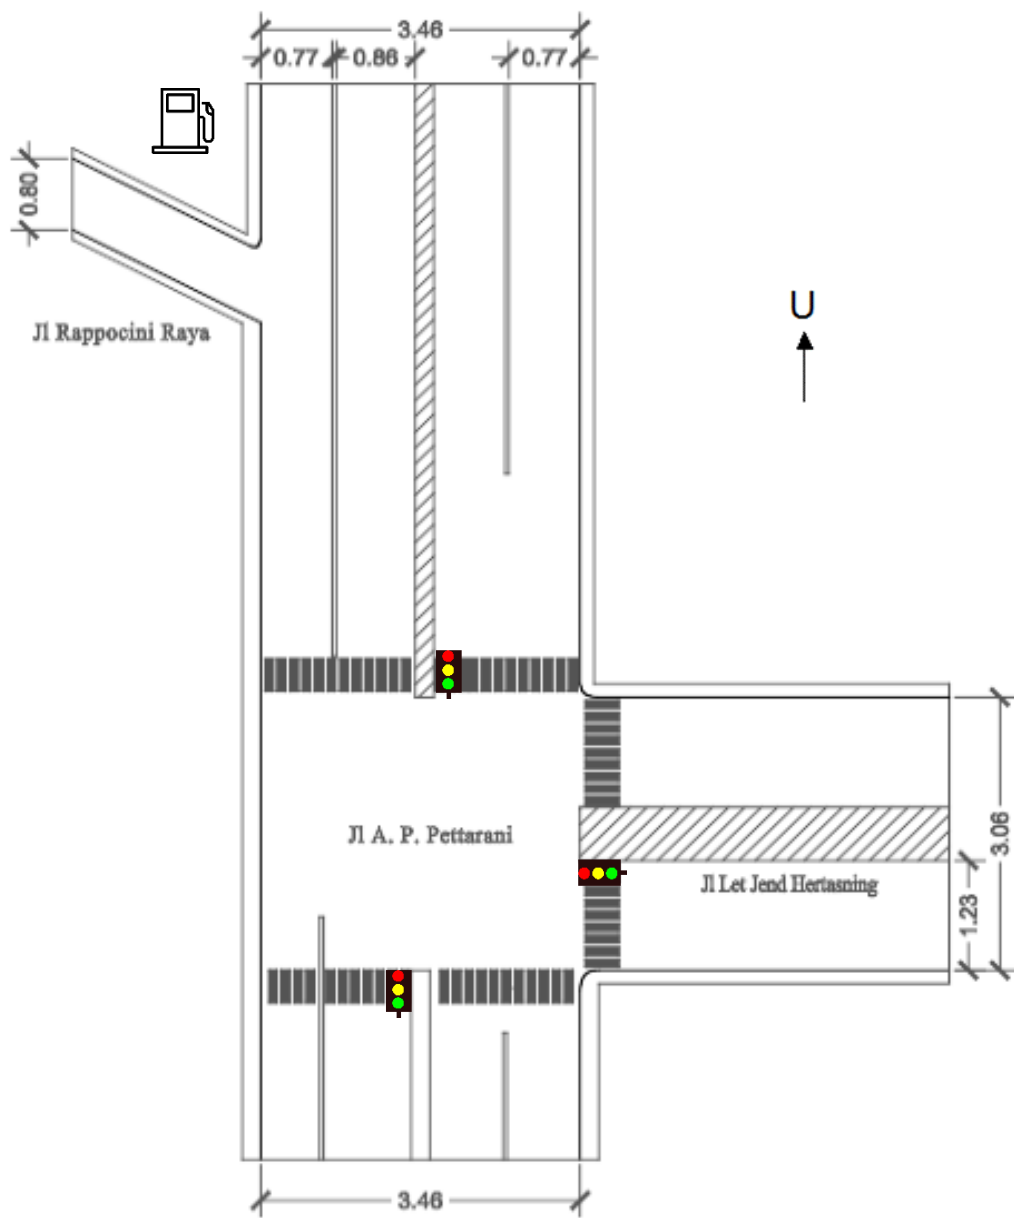 3.46
0.77
0.86
0.77
0.80
Jl Rappocini Raya
U
Jl A. P. Pettarani
3.06
Jl Let Jend Hertasning
1.23
3.46